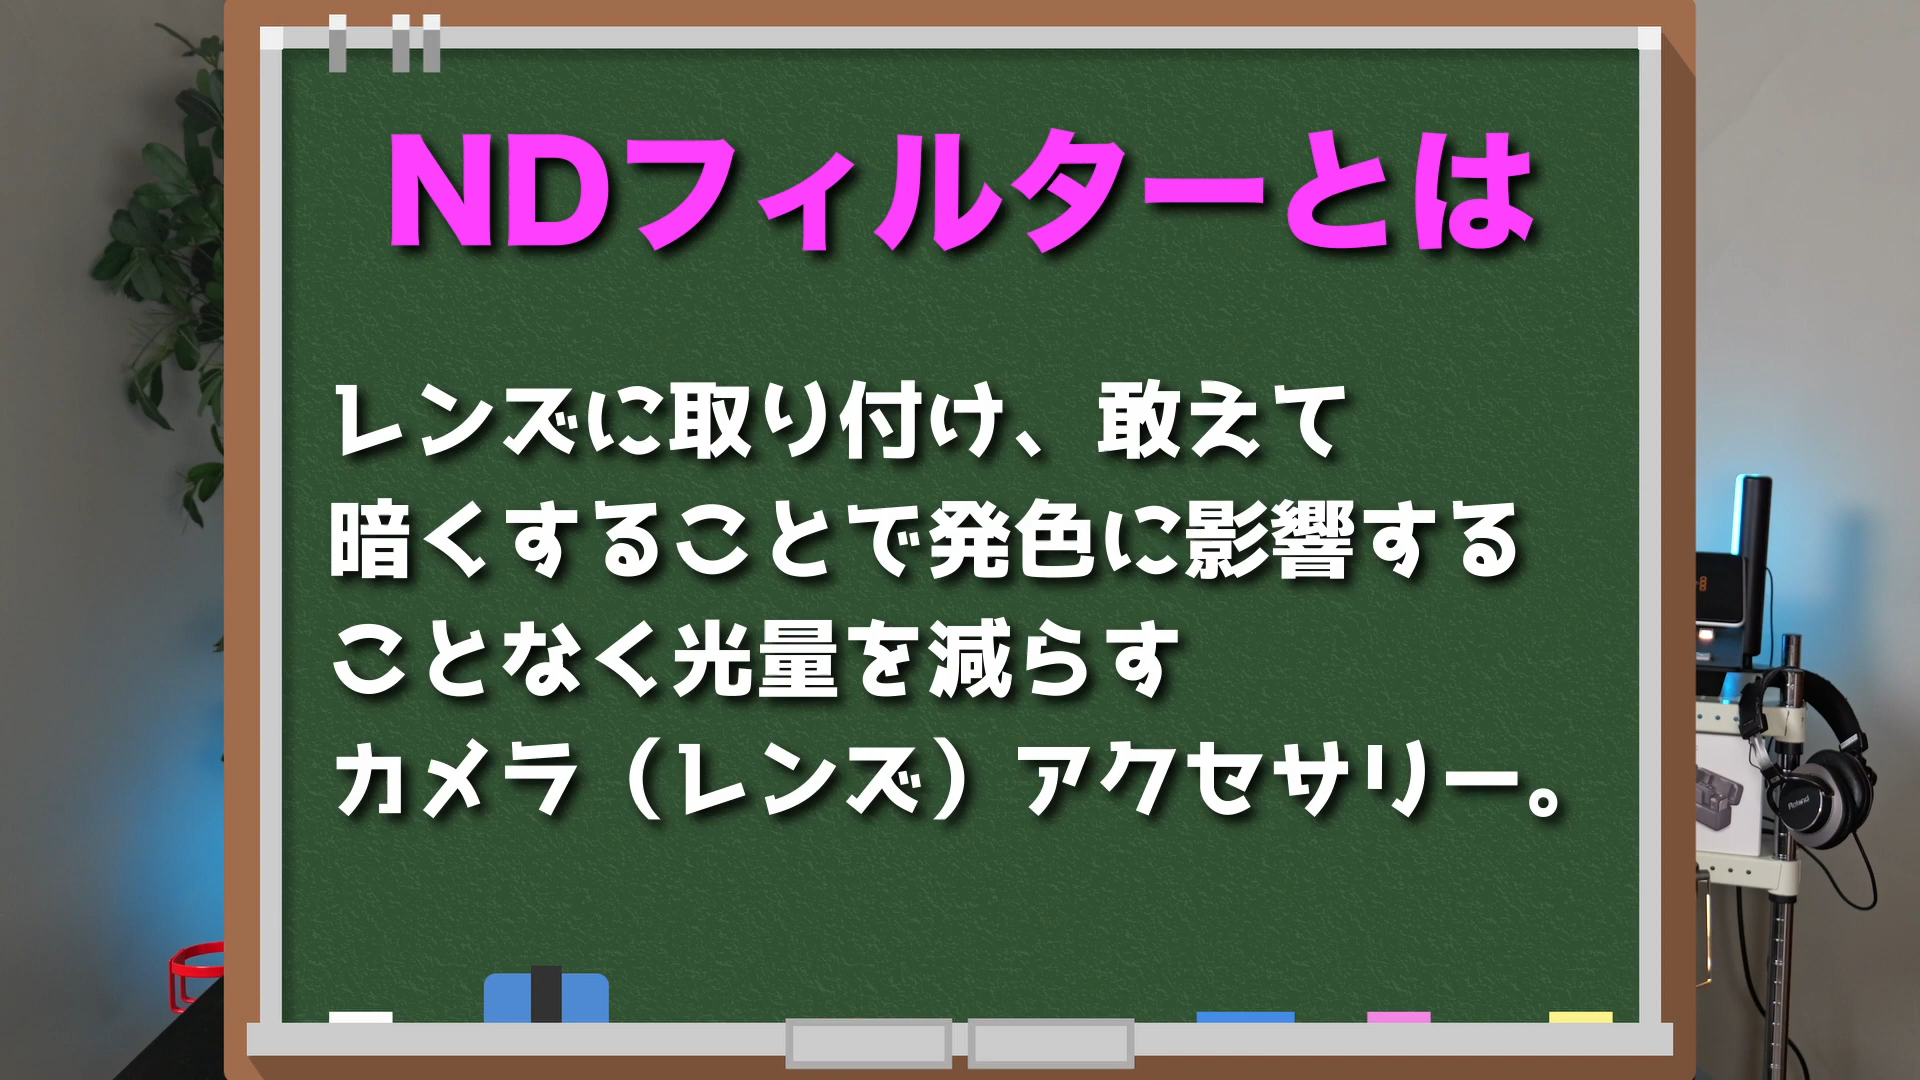 NDフィルターとは
レンズに取り付け、敢えて
暗くすることで発色に影響する
ことなく光量を減らす
カメラ（レンズ）アクセサリー。
Roland